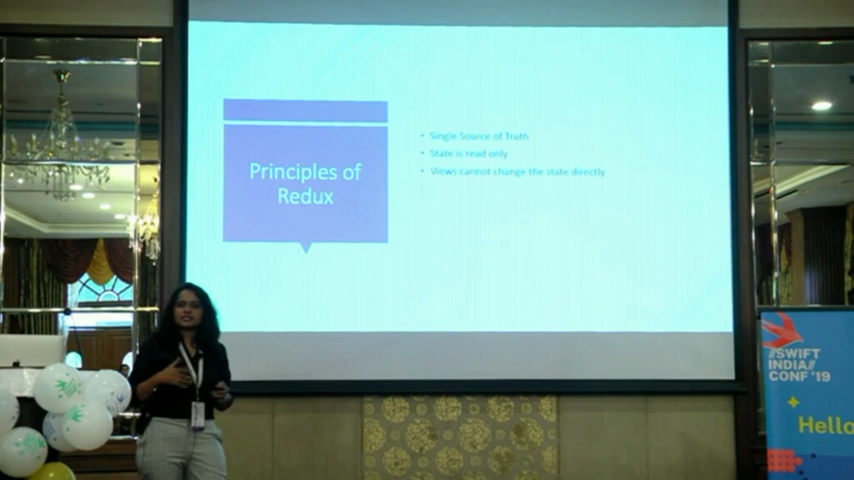 Principles of
Redux
• Single Source of Truth
• State is read only
• Views cannot change the state directly
//SWIFT
INDIA//
CONF '19
Hello